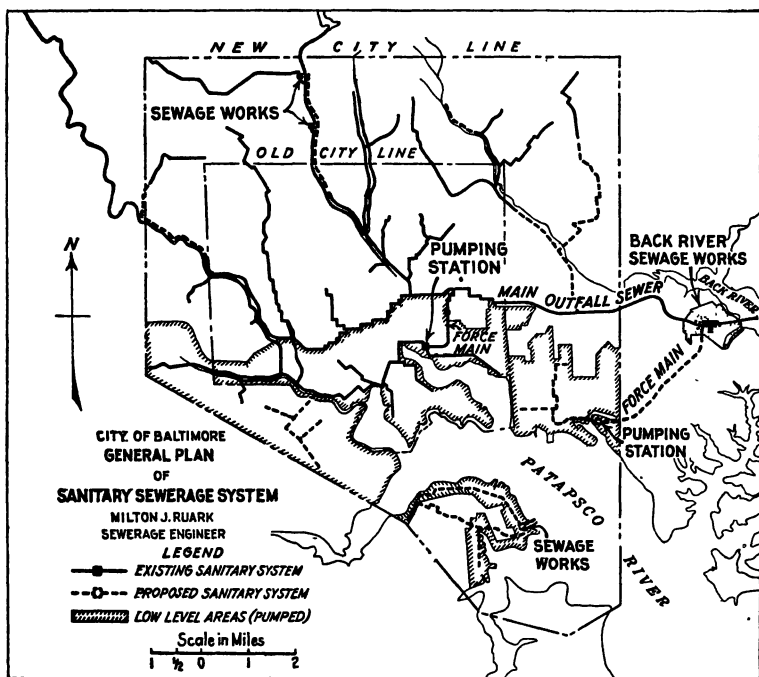 NEW CITY LINE
SEWAGE WORKS
OLD CITY LINE
N
PUMPING
STATION
BACK RIVER
SEWAGE WORKS
BACK RIVER
MAIN OUTFALL SEWER
FORCE
MAIN
FORCE MAIN
PUMPING
STATION
CITY OF BALTIMORE
GENERAL PLAN
OF
SANITARY SEWERAGE SYSTEM
MILTON J. RUARK
SEWERAGE ENGINEER
PATAPSCO
RIVER
SEWAGE
WORKS
LEGEND
EXISTING SANITARY SYSTEM
PROPOSED SANITARY SYSTEM
LOW LEVEL AREAS (PUMPED)
Scale in Miles
1 ½ 0 1 2